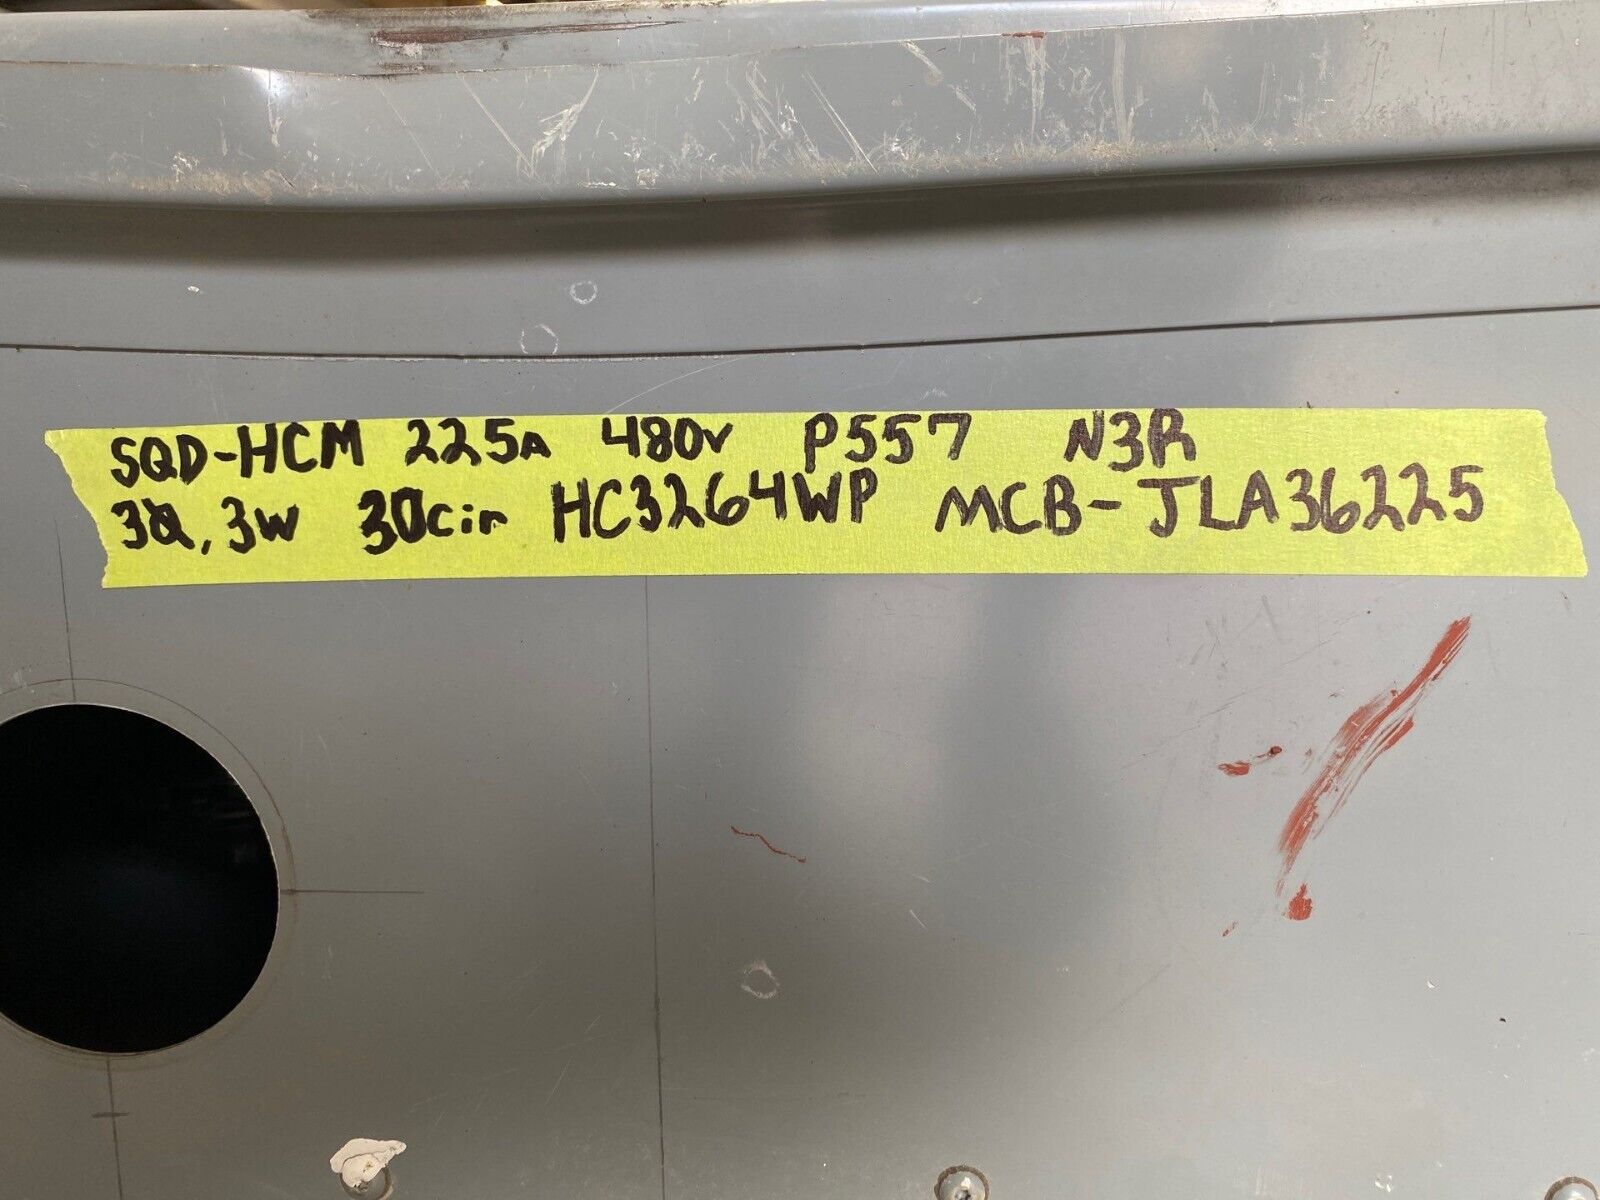 SQD-HCM 225A 480V P557 N3R
3Ø, 3W 30cir HC3264WP MCB-JLA36225